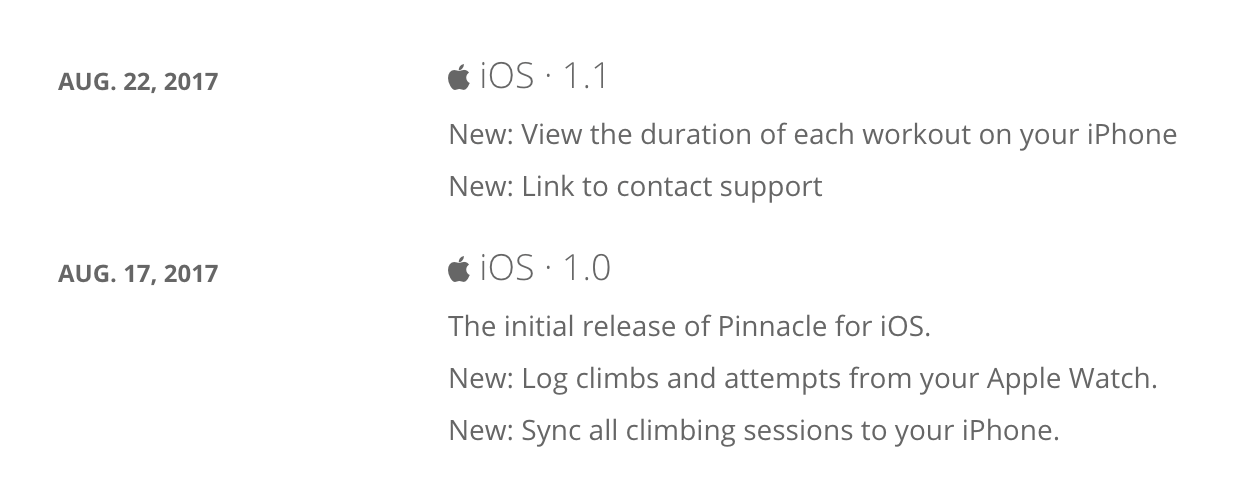 AUG. 22, 2017
iOS · 1.1
New: View the duration of each workout on your iPhone
New: Link to contact support
AUG. 17, 2017
iOS · 1.0
The initial release of Pinnacle for iOS.
New: Log climbs and attempts from your Apple Watch.
New: Sync all climbing sessions to your iPhone.